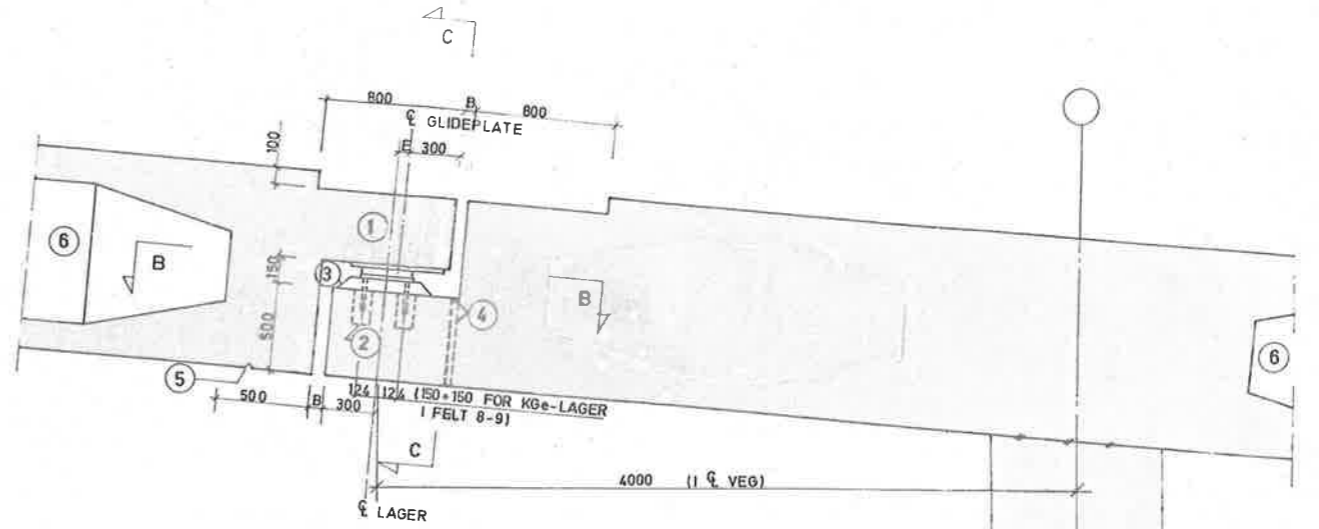 C
800 B 800
℄ GLIDEPLATE
E 300
100
1
6
B
3
150
B
4
2
500
6
5
500 B 300
124 124 (150+150 FOR KGe-LAGER
I FELT 8-9)
C
4000 (I ℄ VEG)
℄ LAGER